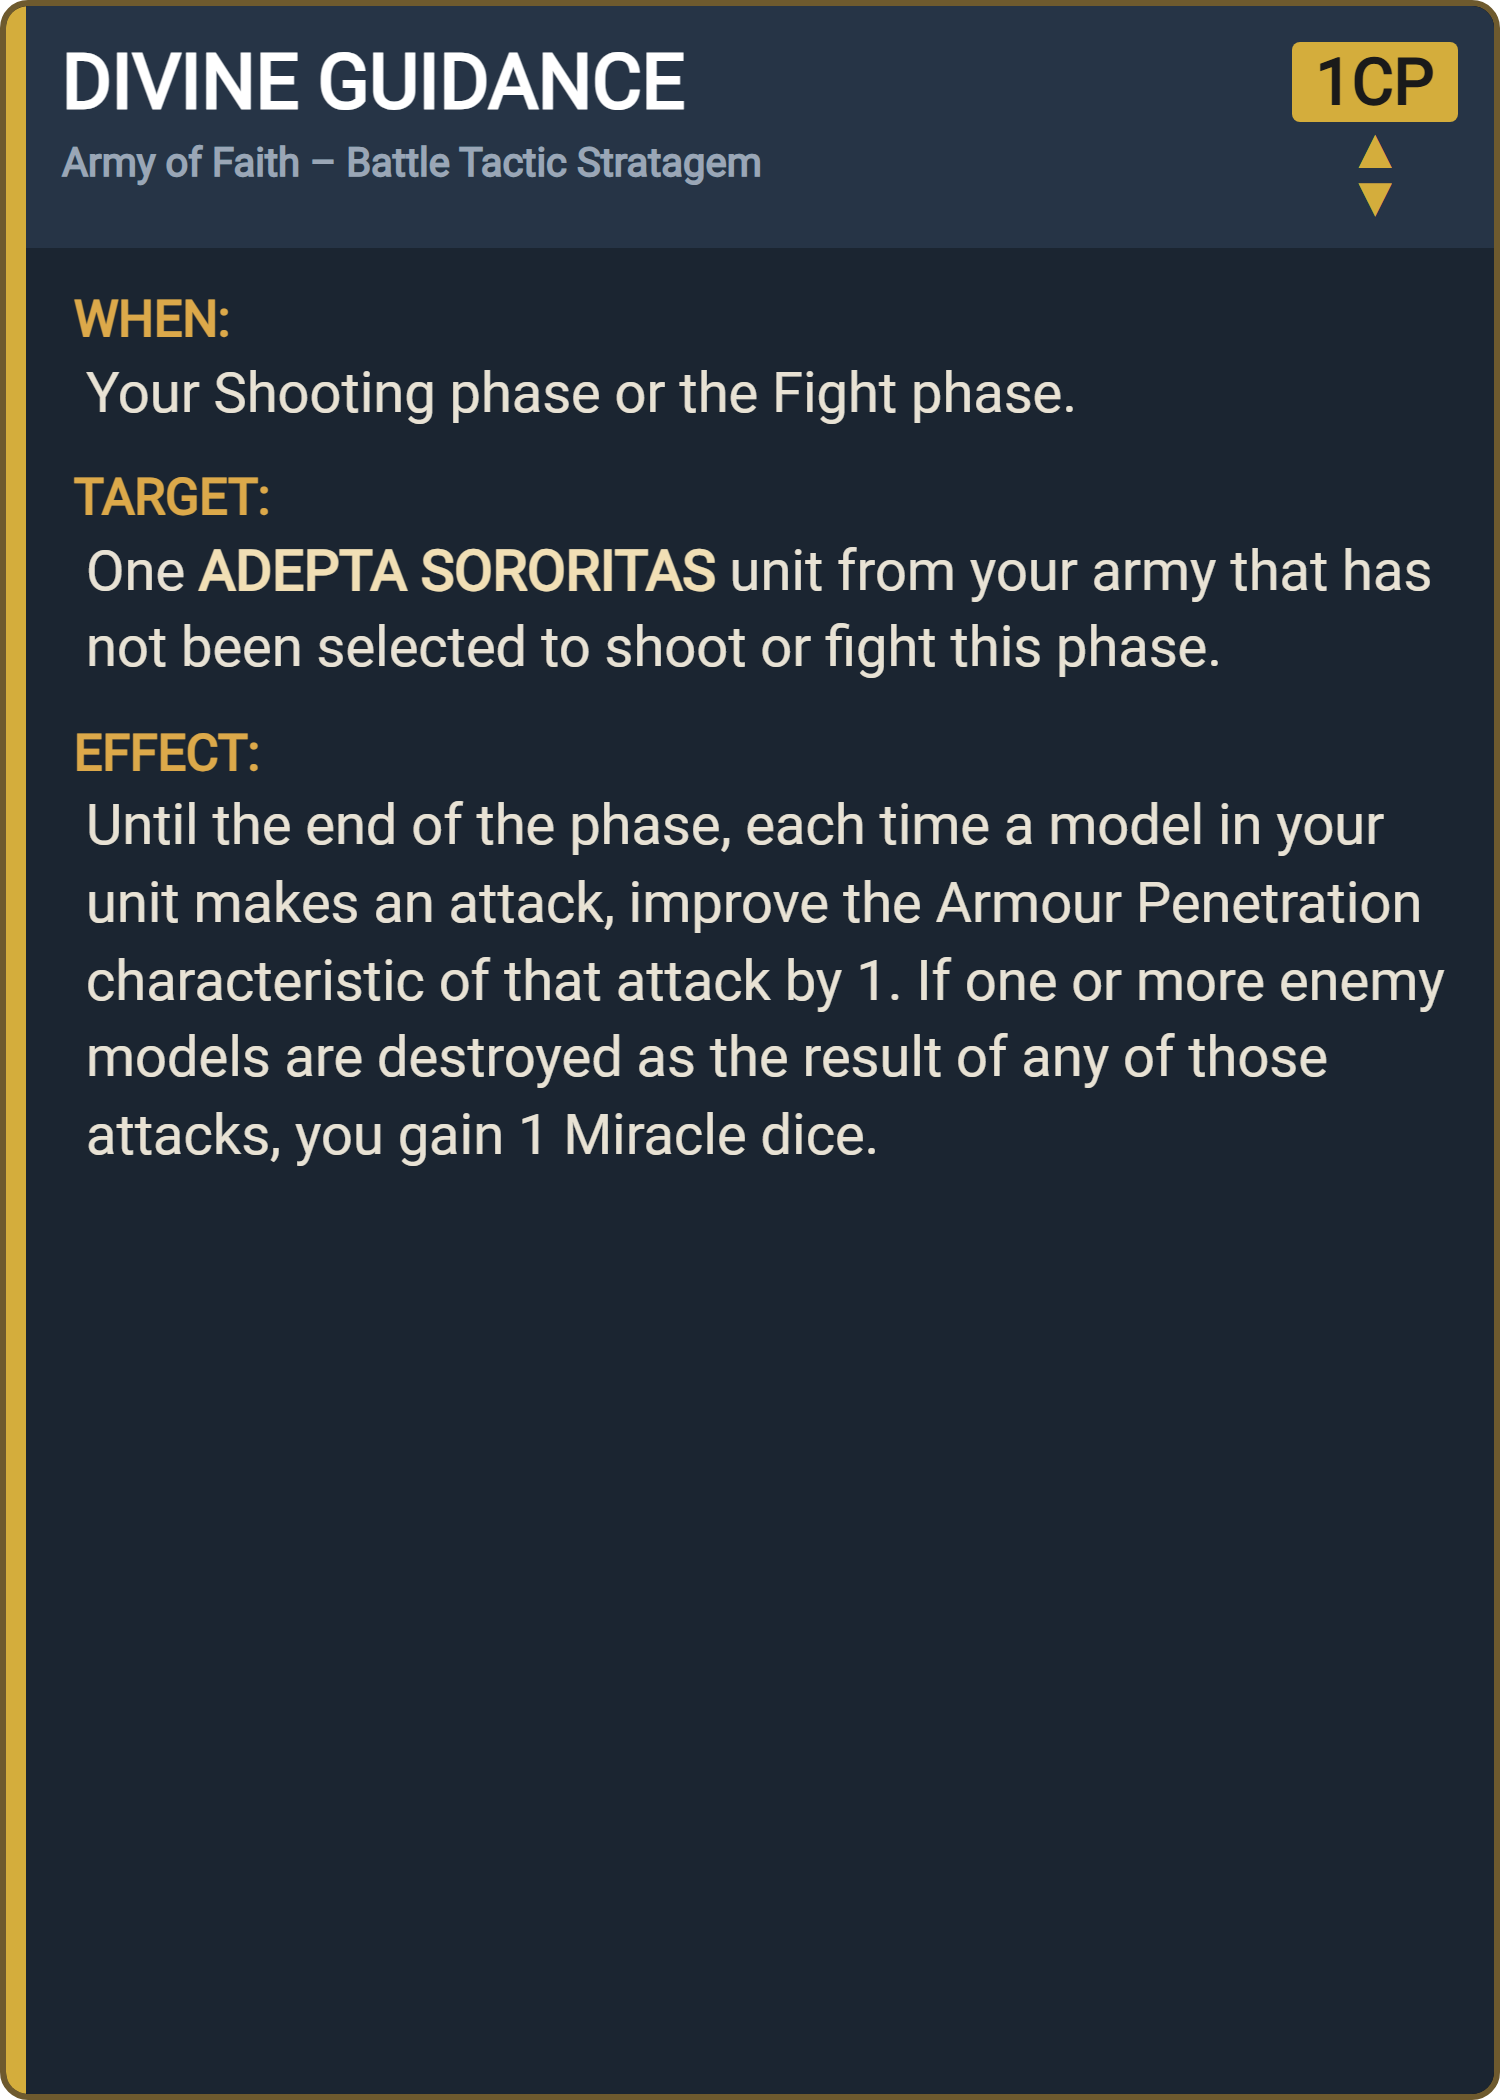 DIVINE GUIDANCE
1CP
Army of Faith – Battle Tactic Stratagem
▲
▼
WHEN:
Your Shooting phase or the Fight phase.
TARGET:
One ADEPTA SORORITAS unit from your army that has
not been selected to shoot or fight this phase.
EFFECT:
Until the end of the phase, each time a model in your
unit makes an attack, improve the Armour Penetration
characteristic of that attack by 1. If one or more enemy
models are destroyed as the result of any of those
attacks, you gain 1 Miracle dice.